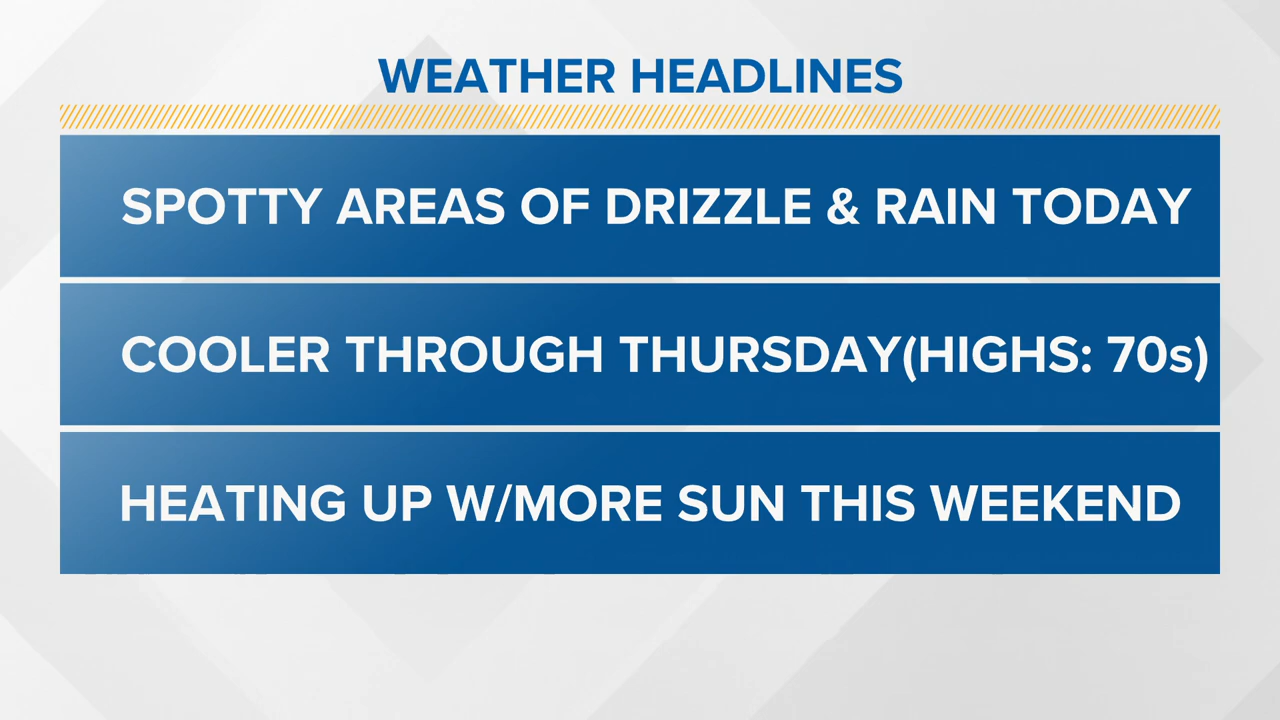 WEATHER HEADLINES
SPOTTY AREAS OF DRIZZLE & RAIN TODAY
COOLER THROUGH THURSDAY(HIGHS: 70s)
HEATING UP W/MORE SUN THIS WEEKEND